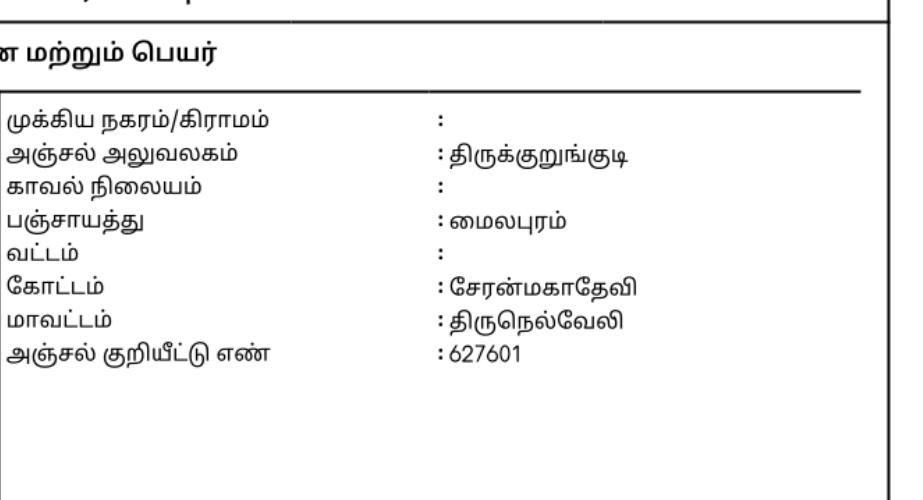 ன மற்றும் பெயர்
முக்கிய நகரம்/கிராமம் :
அஞ்சல் அலுவலகம் : திருக்குறுங்குடி
காவல் நிலையம் :
பஞ்சாயத்து : மைலபுரம்
வட்டம் :
கோட்டம் : சேரன்மகாதேவி
மாவட்டம் : திருநெல்வேலி
அஞ்சல் குறியீட்டு எண் : 627601